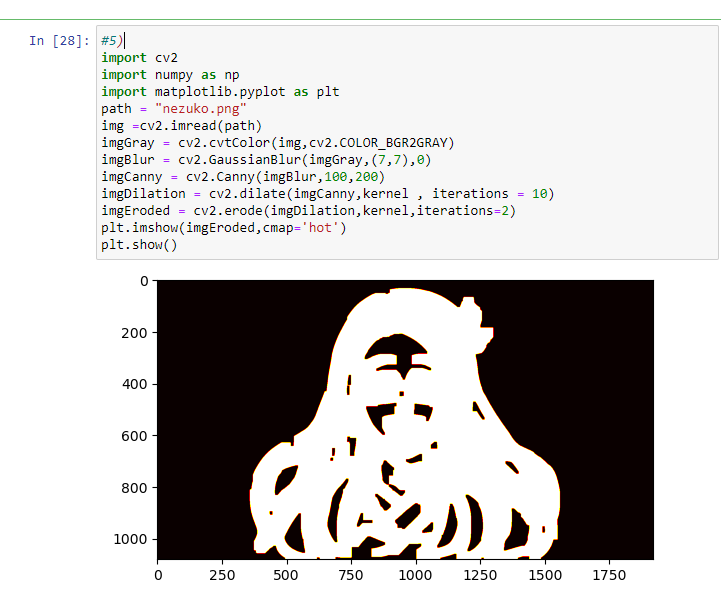 In [28]: #5)
import cv2
import numpy as np
import matplotlib.pyplot as plt
path = "nezuko.png"
img =cv2.imread(path)
imgGray = cv2.cvtColor(img,cv2.COLOR_BGR2GRAY)
imgBlur = cv2.GaussianBlur(imgGray,(7,7),0)
imgCanny = cv2.Canny(imgBlur,100,200)
imgDilation = cv2.dilate(imgCanny,kernel , iterations = 10)
imgEroded = cv2.erode(imgDilation,kernel,iterations=2)
plt.imshow(imgEroded,cmap='hot')
plt.show()
0
200
400
600
800
1000
0 250 500 750 1000 1250 1500 1750